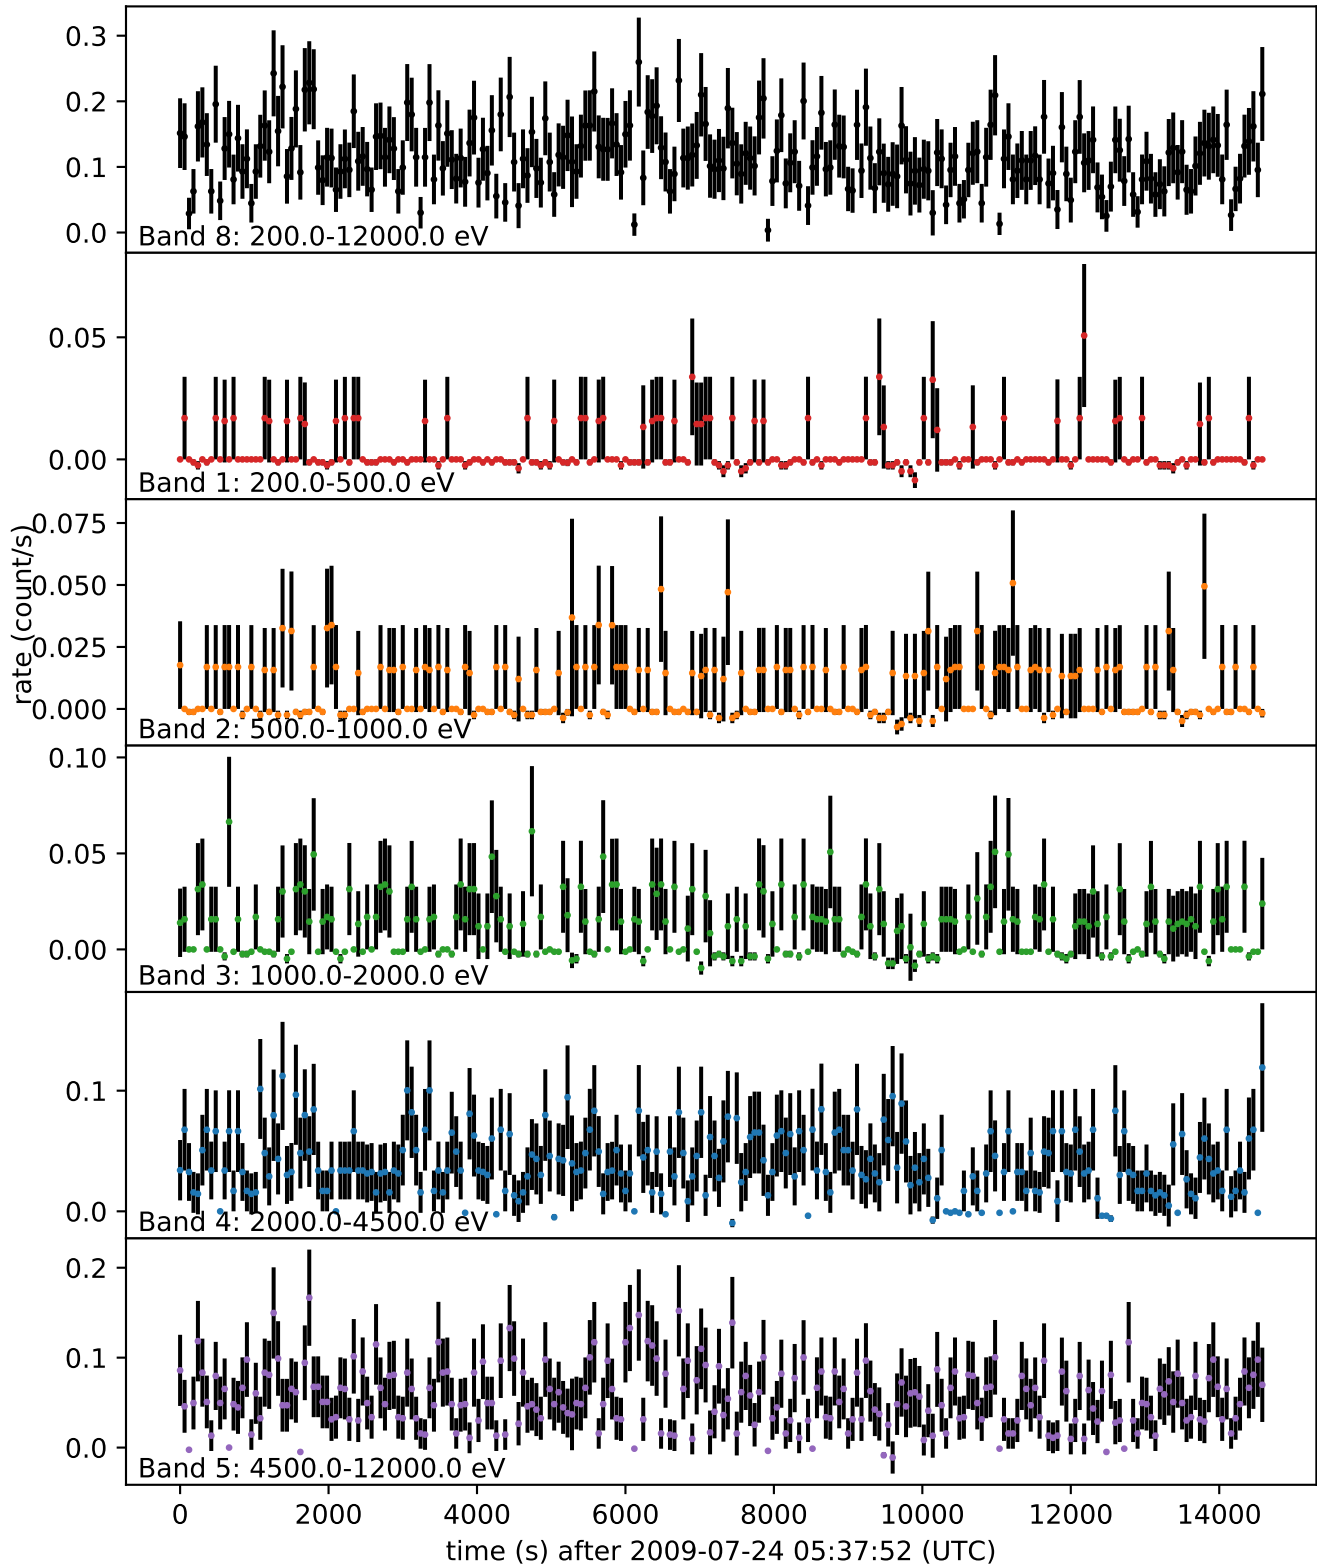 0.3
0.2
0.1
0.0
Band 8: 200.0-12000.0 eV
0.05
0.00
Band 1: 200.0-500.0 eV
rate (count/s)
0.075
0.050
0.025
0.000
Band 2: 500.0-1000.0 eV
0.10
0.05
0.00
Band 3: 1000.0-2000.0 eV
0.1
0.0
Band 4: 2000.0-4500.0 eV
0.2
0.1
0.0
Band 5: 4500.0-12000.0 eV
0 2000 4000 6000 8000 10000 12000 14000
time (s) after 2009-07-24 05:37:52 (UTC)